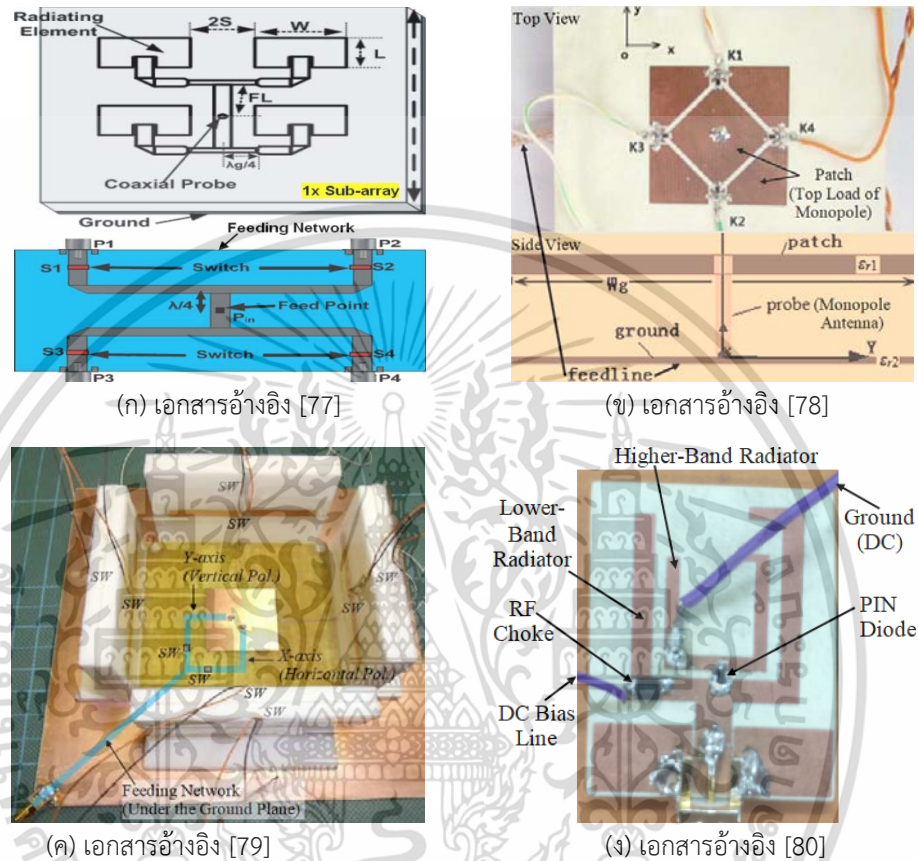 Radiating
Element
2S
W
L
FL
λg/4
Coaxial Probe
1x Sub-array
Ground
Feeding Network
P1
P2
S1
Switch
S2
λ/4
Feed Point
Pin
S3
Switch
S4
P3
P4
(ก) เอกสารอ้างอิง [77]
Top View
y
o
x
K1
K3
K4
K2
Patch
(Top Load of
Monopole)
Side View
patch
εr1
Wg
probe (Monopole
Antenna)
ground
Y
εr2
feedline
(ข) เอกสารอ้างอิง [78]
SW
SW
SW
SW
Y-axis
(Vertical Pol.)
SW
SW
SW
SW
X-axis
(Horizontal Pol.)
SW
SW
SW
Feeding Network
(Under the Ground Plane)
(ค) เอกสารอ้างอิง [79]
Higher-Band Radiator
Lower-
Band
Radiator
Ground
(DC)
RF
Choke
PIN
Diode
DC Bias
Line
(ง) เอกสารอ้างอิง [80]